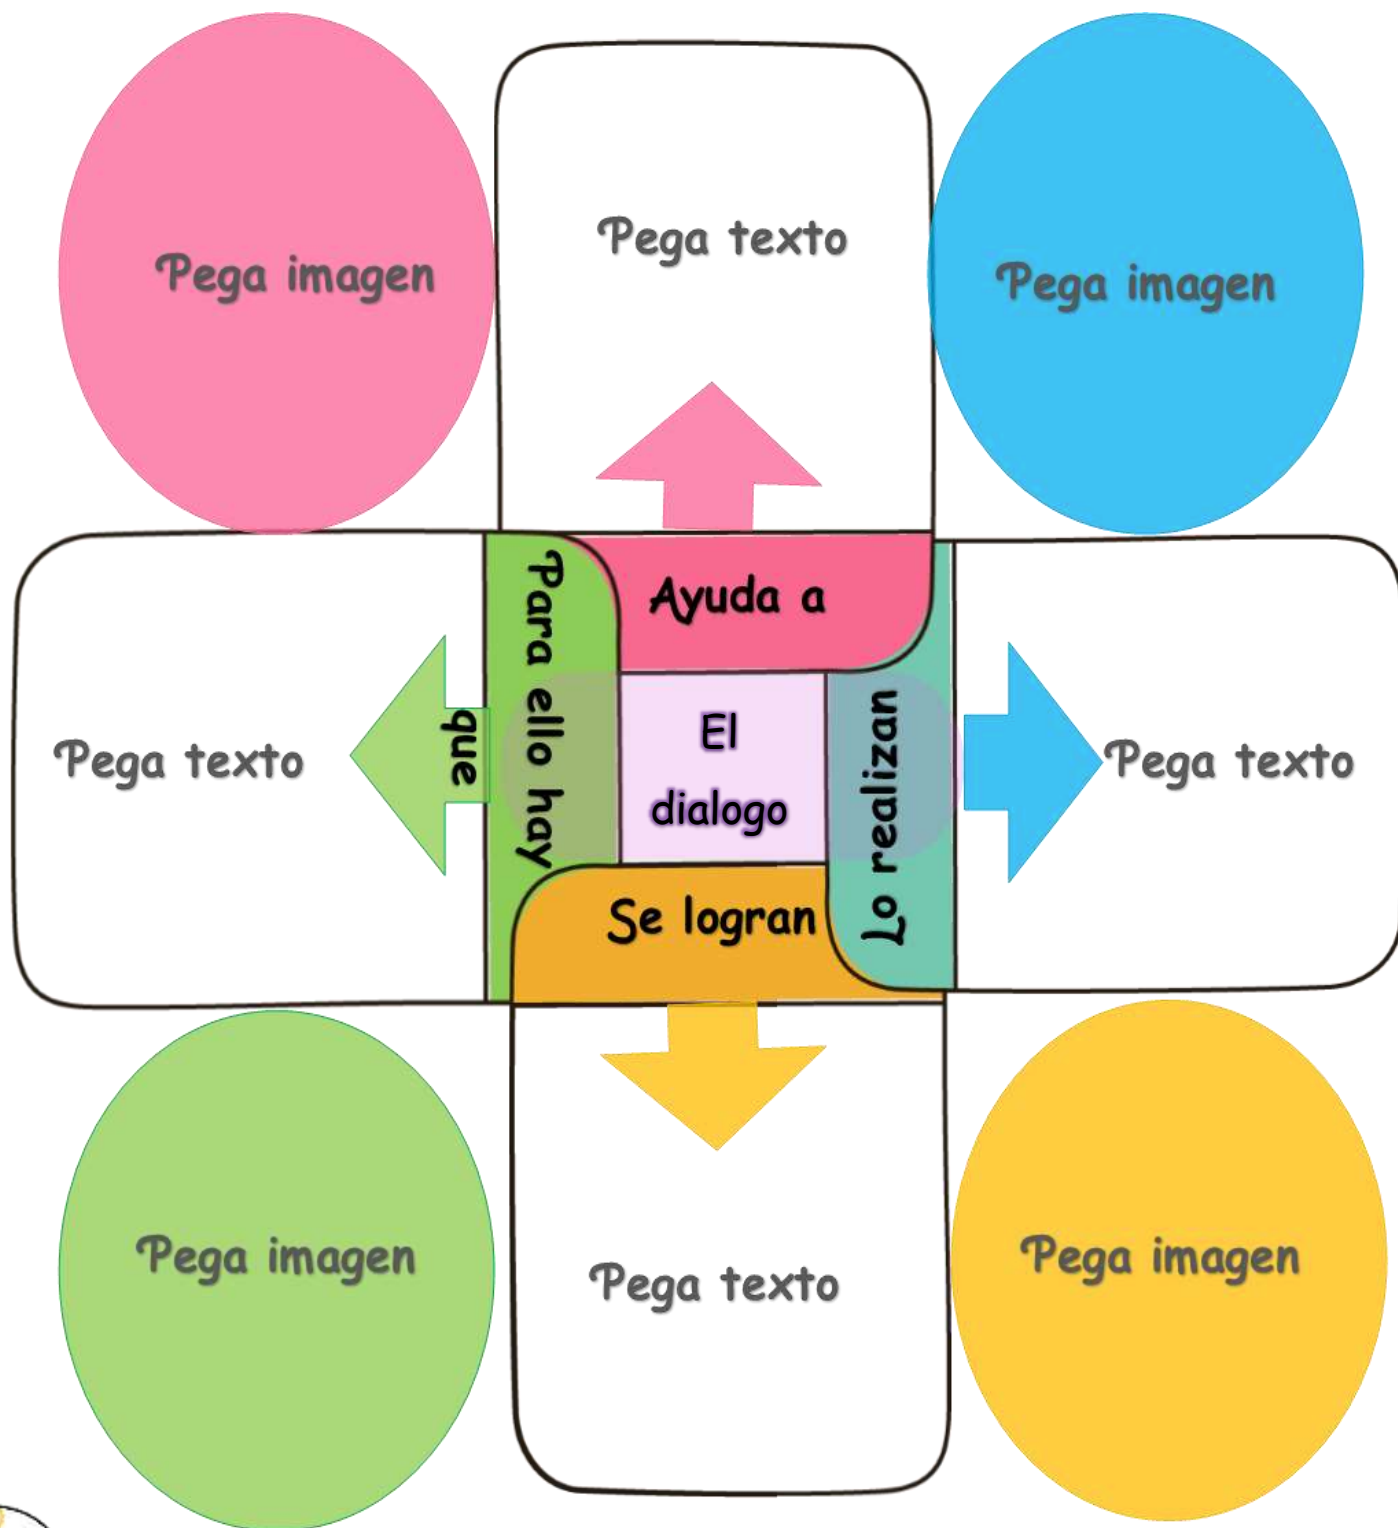 Pega texto
Pega imagen
Pega imagen
Ayuda a
Para ello hay
que
El
dialogo
Lo realizan
Pega texto
Pega texto
Se logran
Pega imagen
Pega texto
Pega imagen